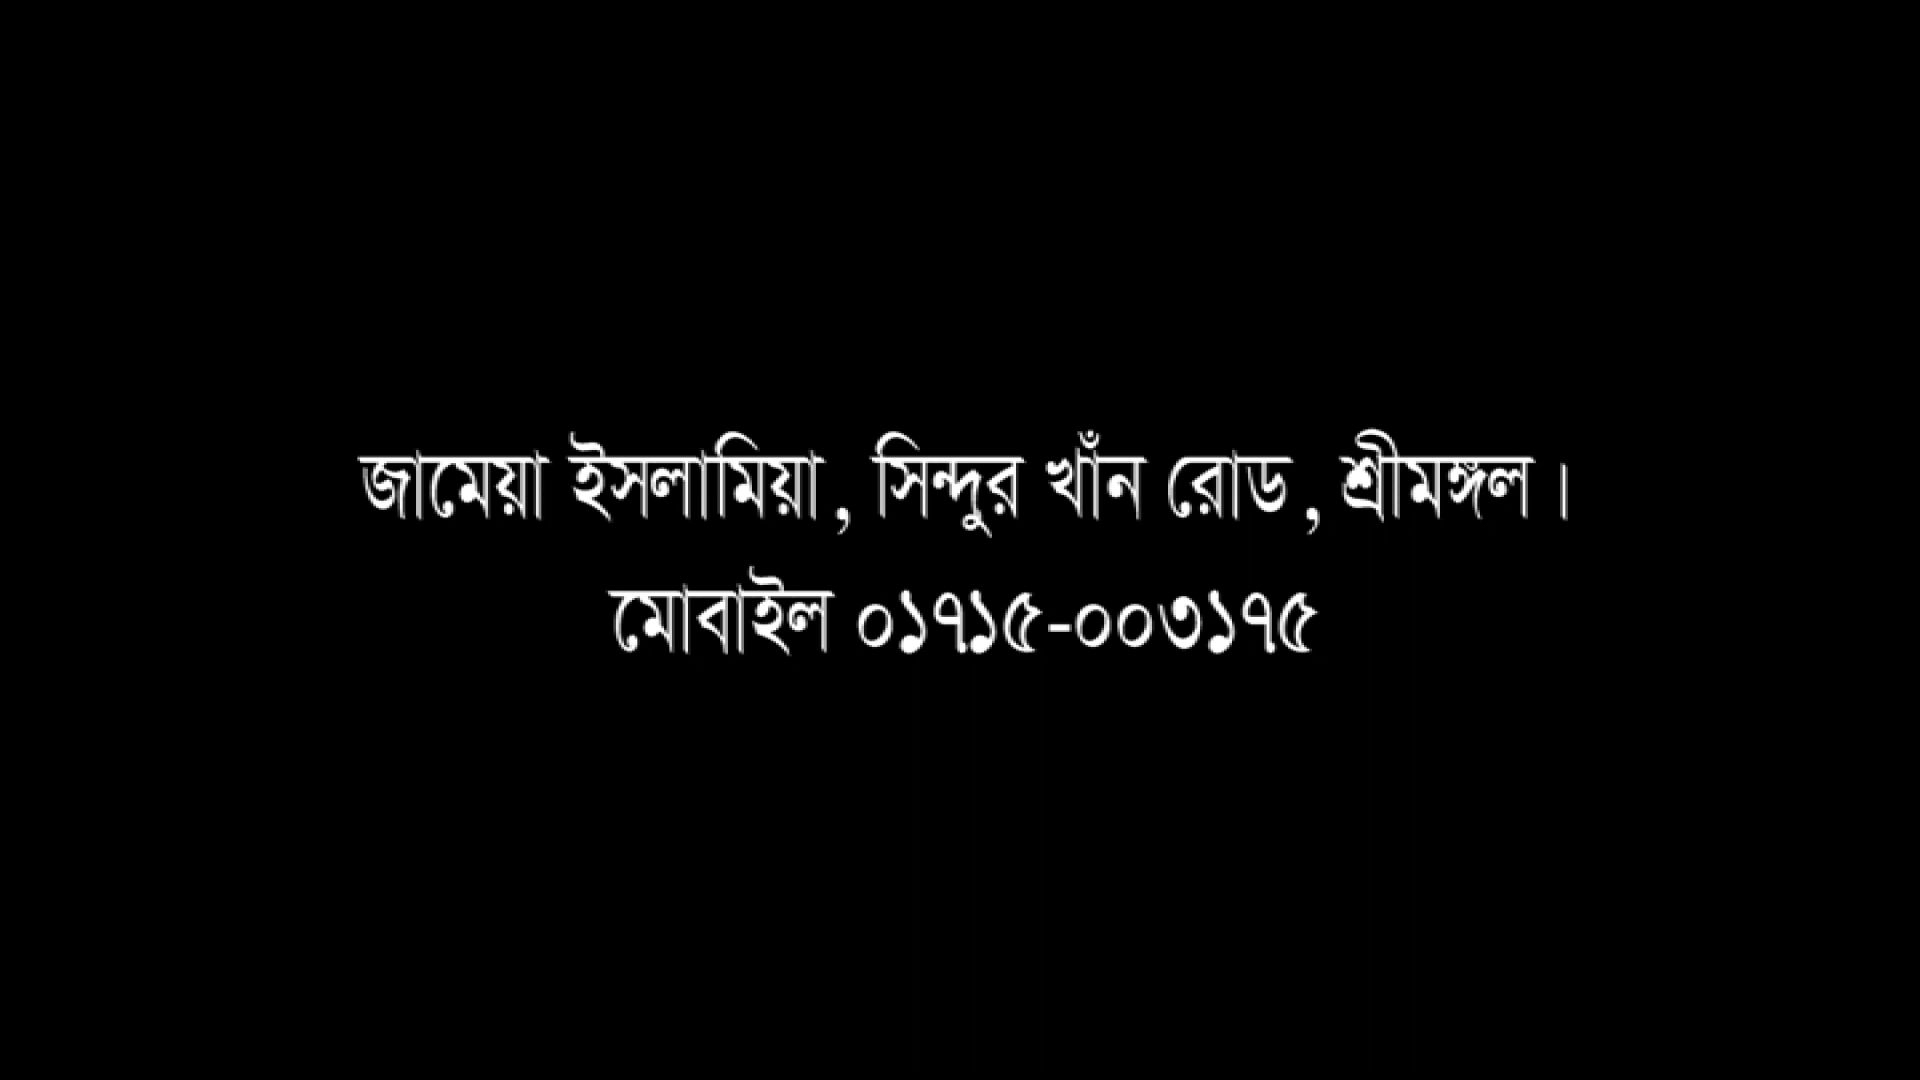 জামেয়া ইসলামিয়া, সিন্দুর খাঁন রোড, শ্রীমঙ্গল।
মোবাইল ০১৭১৫-০০৩১৭৫